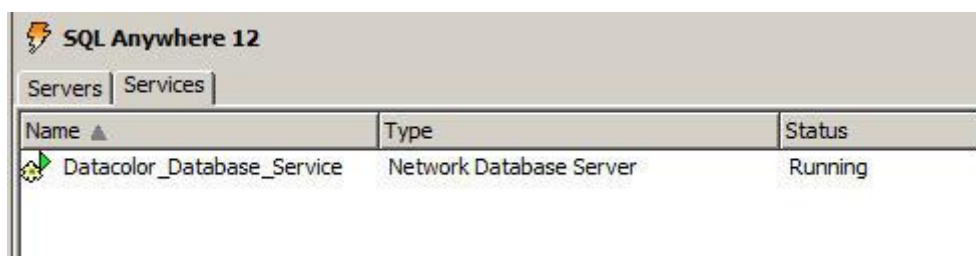 SQL Anywhere 12
Servers Services
Name Type Status
Datacolor_Database_Service Network Database Server Running